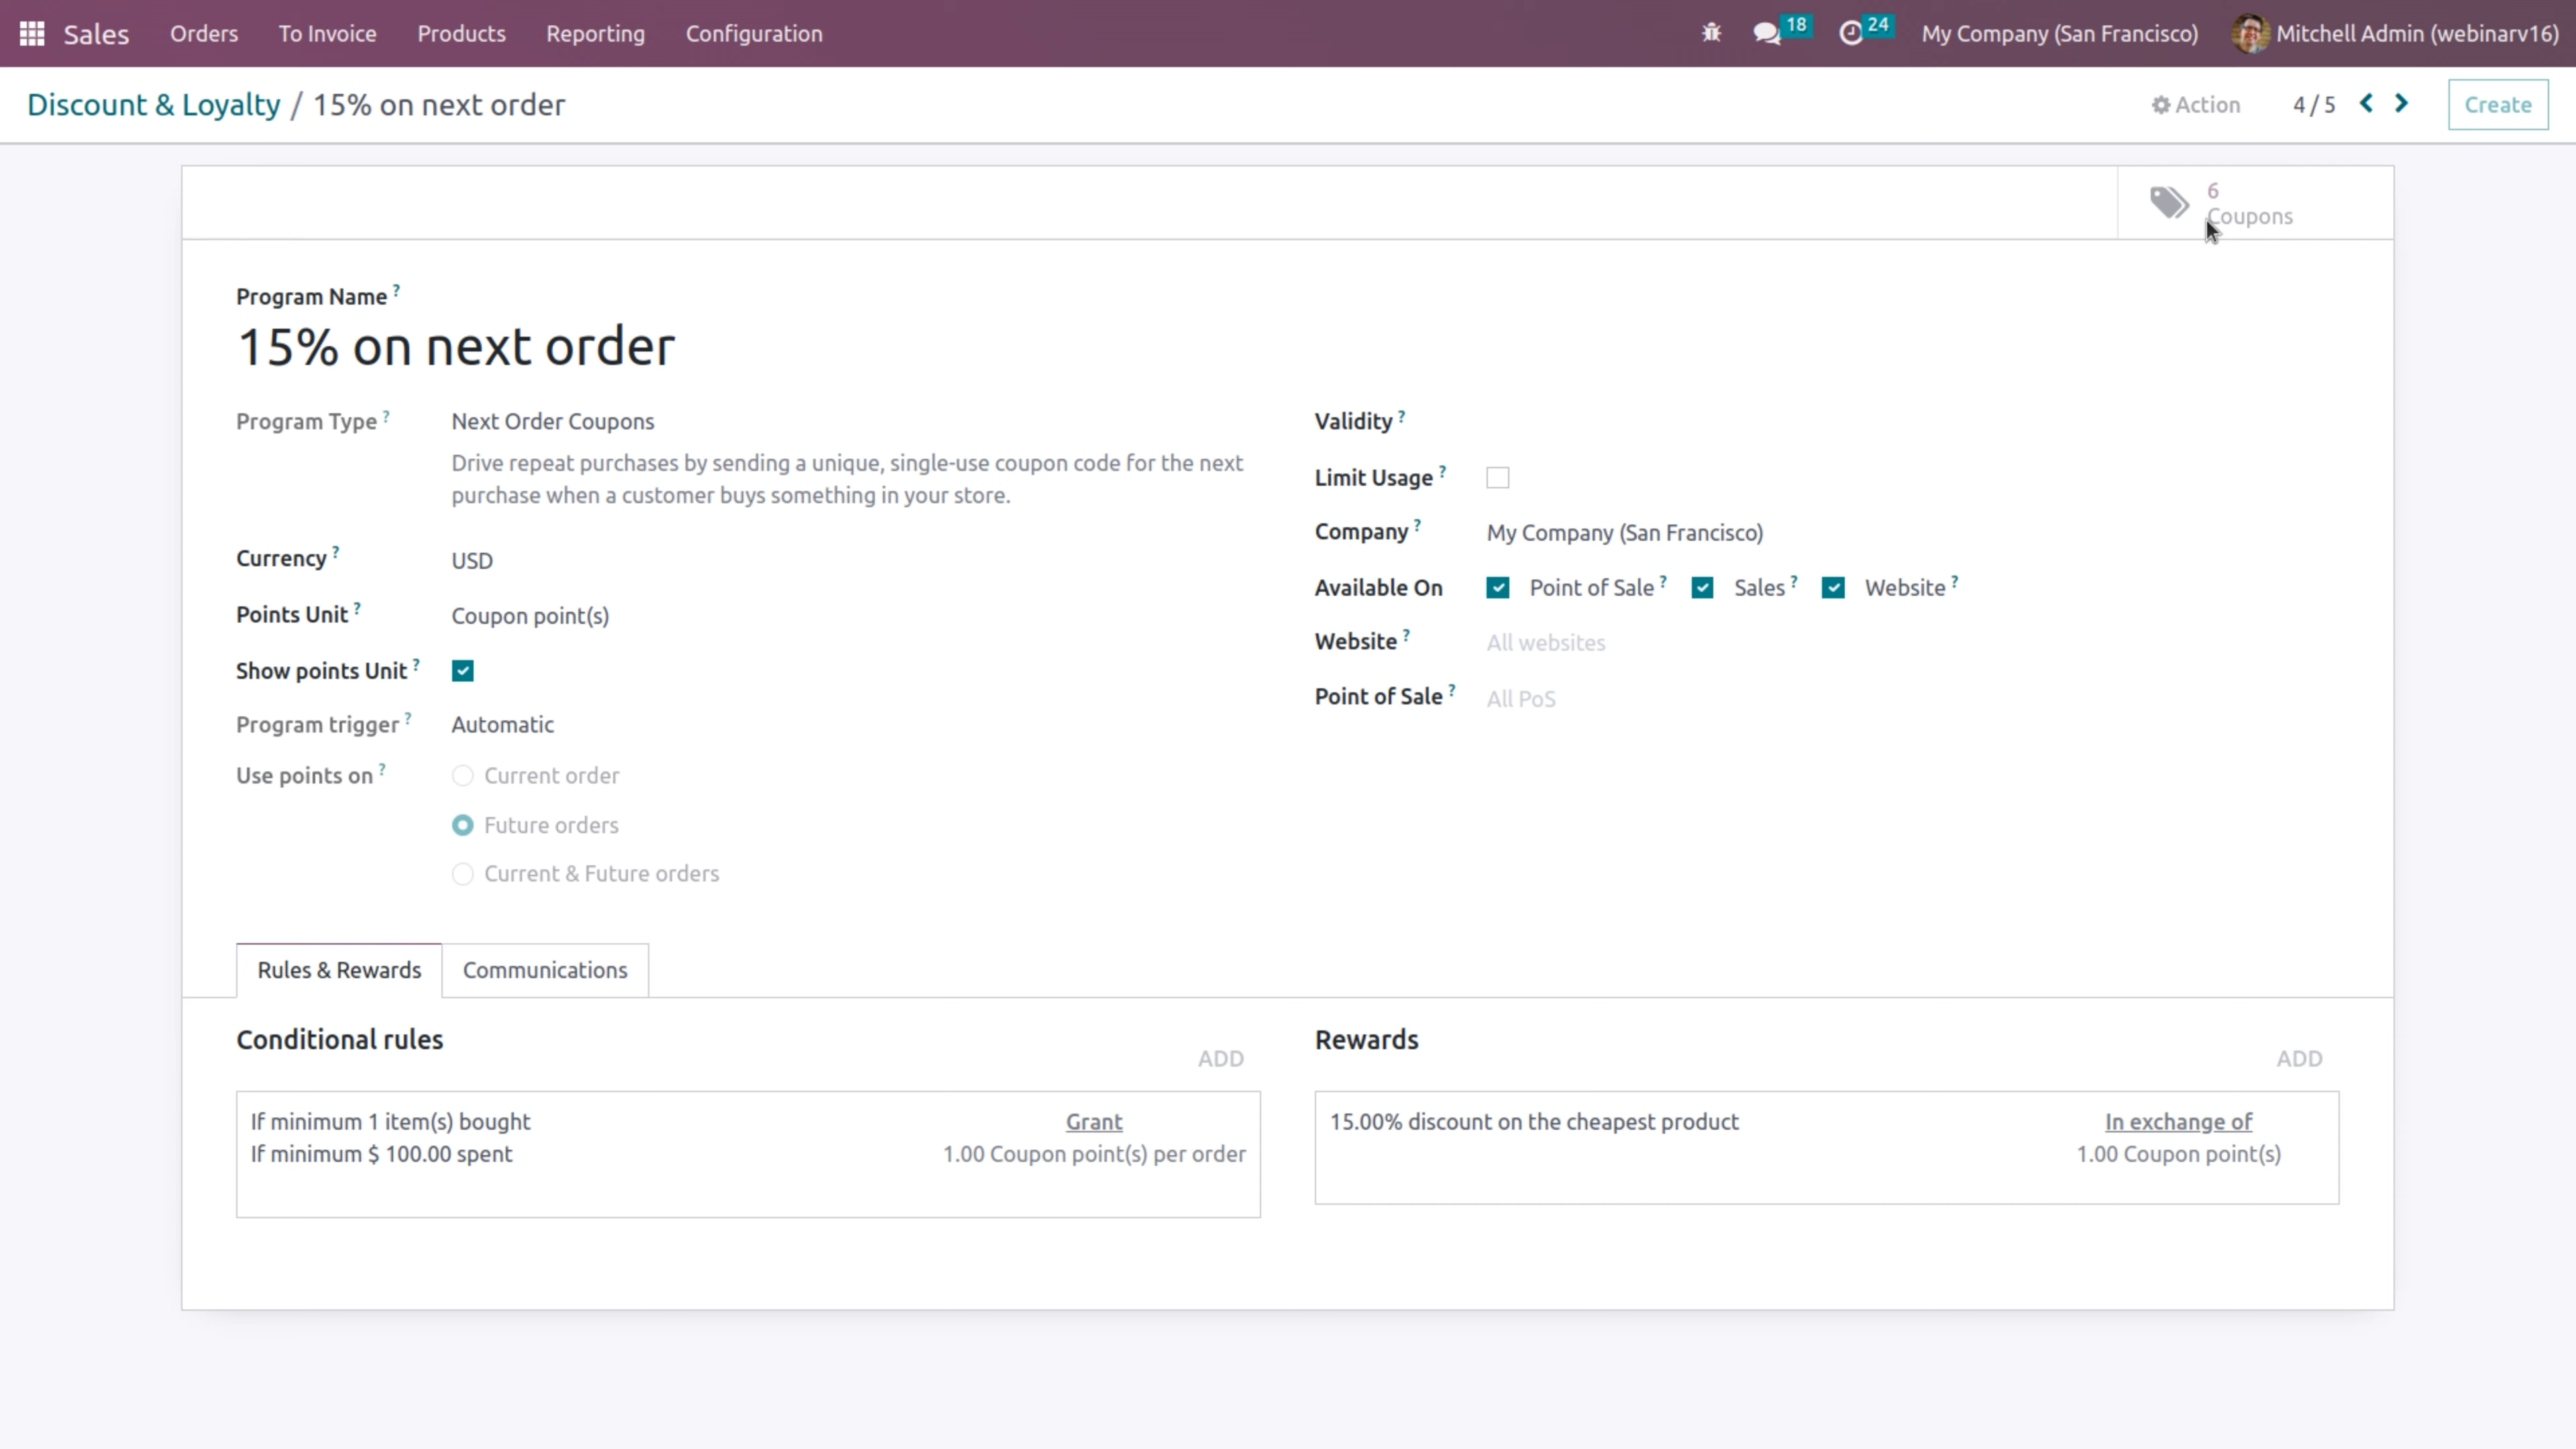 Sales Orders To Invoice Products Reporting Configuration 18 24 My Company (San Francisco) Mitchell Admin (webinarv16)
Discount & Loyalty / 15% on next order Action 4 / 5 Create
6
Coupons
Program Name ?
15% on next order
Program Type ? Next Order Coupons
Drive repeat purchases by sending a unique, single-use coupon code for the next
purchase when a customer buys something in your store.
Currency ? USD
Points Unit ? Coupon point(s)
Show points Unit ?
Program trigger ? Automatic
Use points on ? Current order
Future orders
Current & Future orders
Validity ?
Limit Usage ?
Company ? My Company (San Francisco)
Available On Point of Sale ? Sales ? Website ?
Website ? All websites
Point of Sale ? All PoS
Rules & Rewards Communications
Conditional rules
ADD
If minimum 1 item(s) bought Grant
If minimum $ 100.00 spent 1.00 Coupon point(s) per order
Rewards
ADD
15.00% discount on the cheapest product In exchange of
1.00 Coupon point(s)